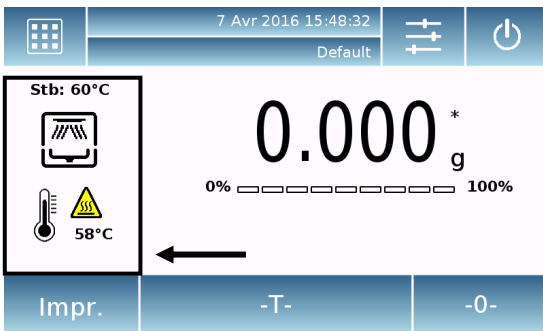 7 Avr 2016 15:48:32
Default
Stb: 60°C
0.000 *
g
0% 100%
58°C
Impr. -T- -0-